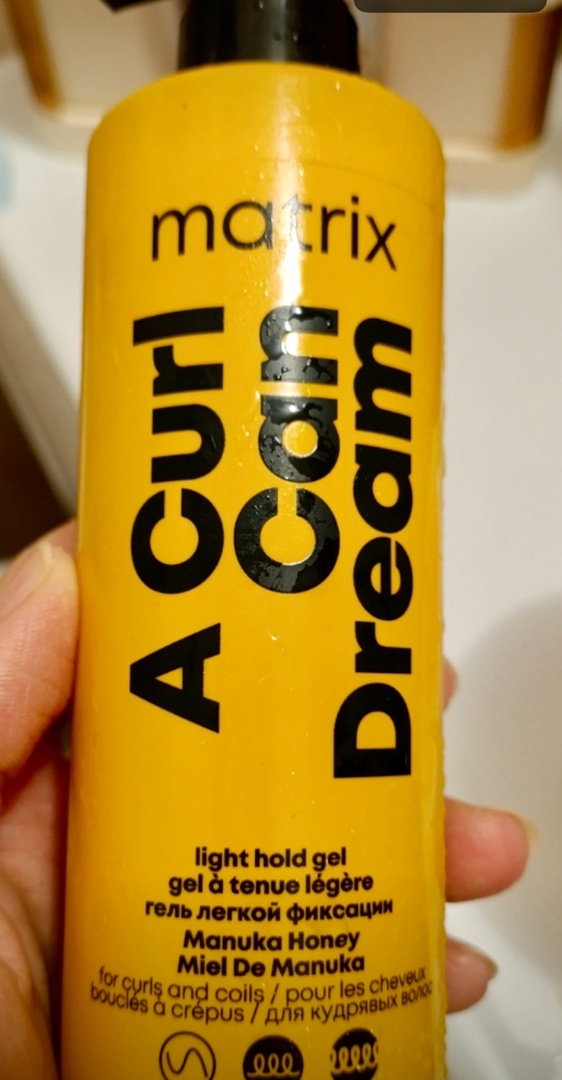 matrix
A Curl
Can
Dream
light hold gel
gel à tenue légère
гель легкой фиксации
Manuka Honey
Miel De Manuka
for curls and coils / pour les cheveux
bouclés à crépus / для кудрявых волос